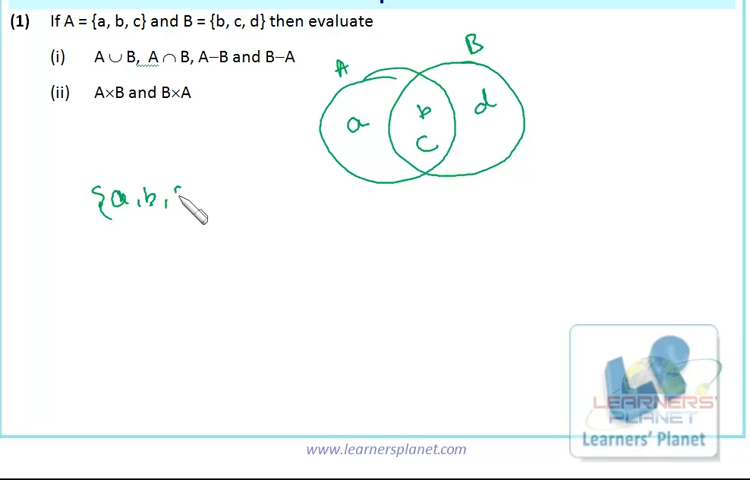 (1) If A = {a, b, c} and B = {b, c, d} then evaluate
(i) A ∪ B, A ∩ B, A–B and B–A
(ii) A×B and B×A
A
B
a
b
c
d
{a, b,
LEARNERS'
PLANET
Learners' Planet
www.learnersplanet.com